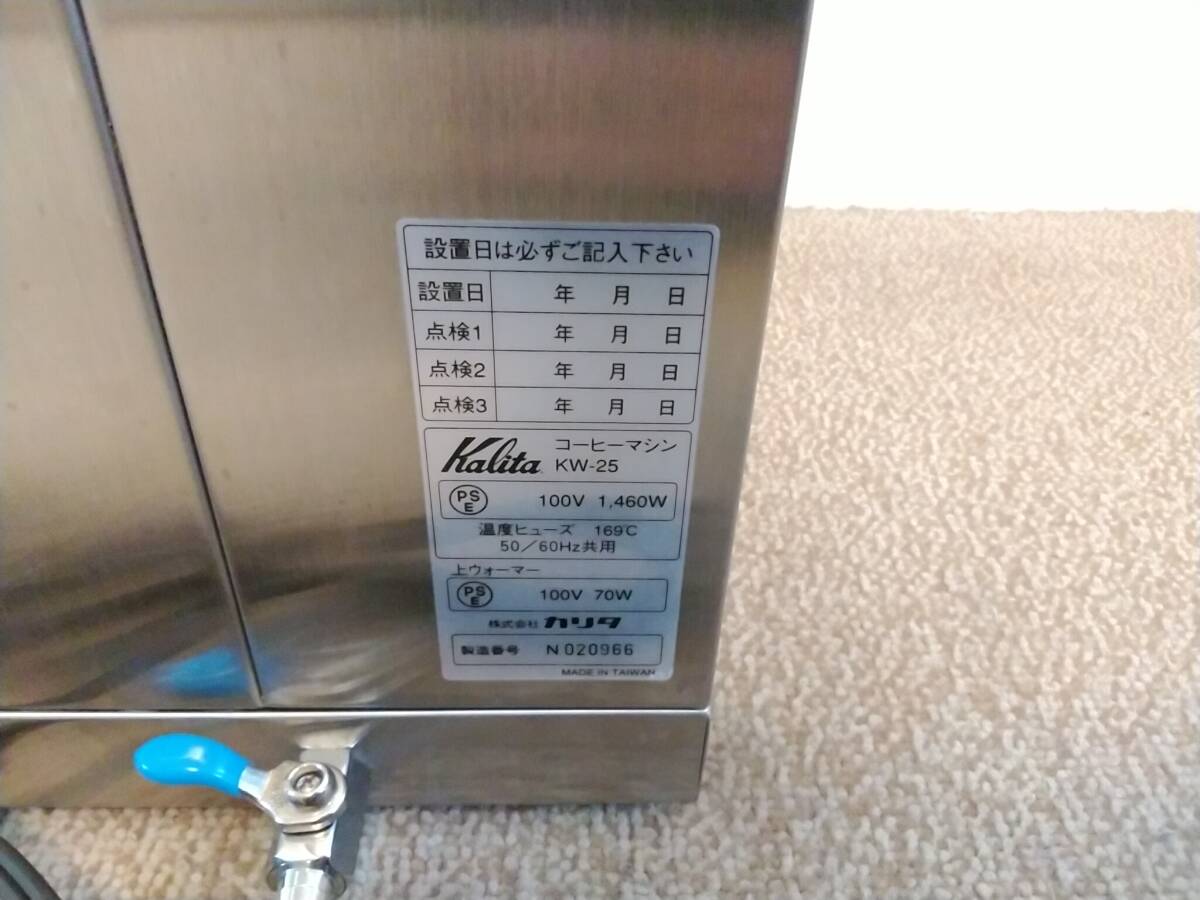 設置日は必ずご記入下さい
設置日 年 月 日
点検1 年 月 日
点検2 年 月 日
点検3 年 月 日
Kalita コーヒーマシン
KW-25
PSE 100V 1,460W
温度ヒューズ 169℃
50/60Hz共用
上ウォーマー
PSE 100V 70W
株式会社 カリタ
製造番号 N 020966
MADE IN TAIWAN